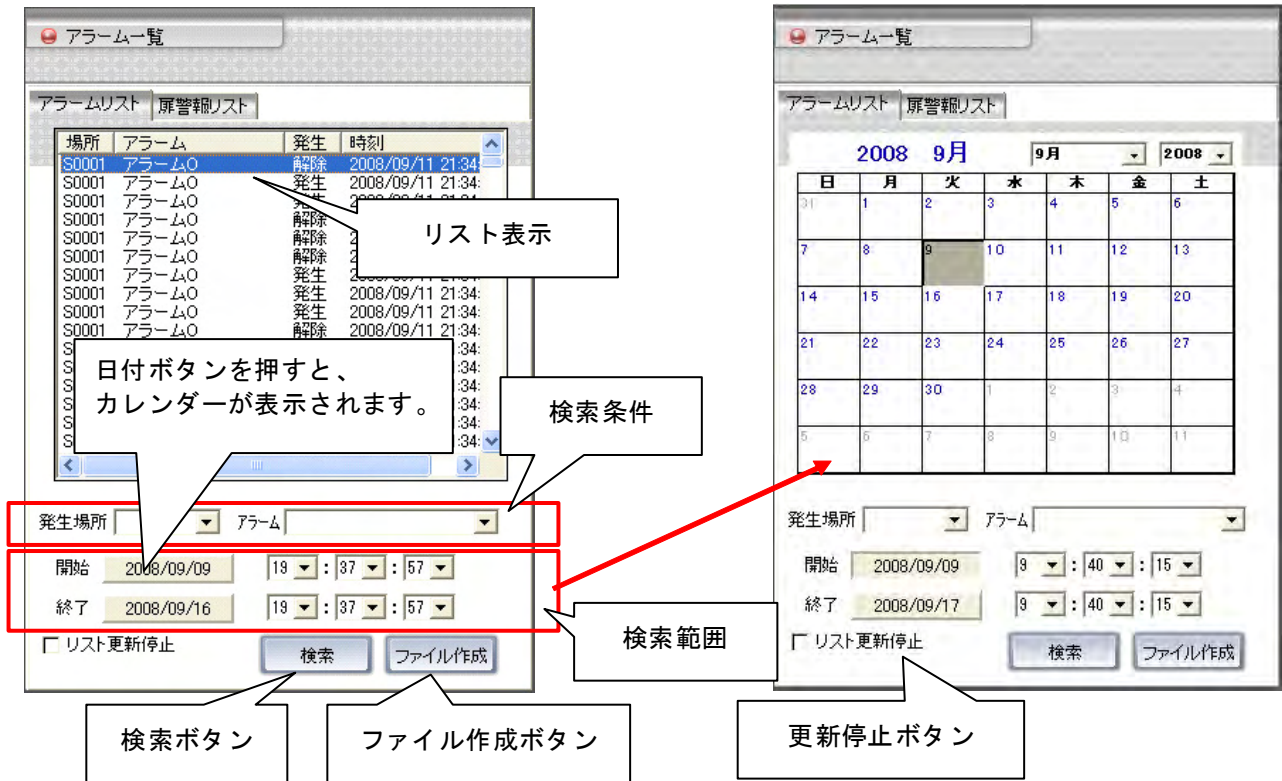 アラーム一覧
アラームリスト 扉警報リスト
場所 アラーム 発生 時刻
S0001 アラーム0 解除 2008/09/11 21:34:
S0001 アラーム0 発生 2008/09/11 21:34:
S0001 アラーム0 発生
S0001 アラーム0 解除
S0001 アラーム0 解除
S0001 アラーム0 解除
S0001 アラーム0 発生
S0001 アラーム0 発生 2008/09/11 21:34:
S0001 アラーム0 発生 2008/09/11 21:34:
S0001 アラーム0 解除 2008/09/11 21:34:
リスト表示
日付ボタンを押すと、
カレンダーが表示されます。
検索条件
発生場所 アラーム
開始 2008/09/09 19 : 37 : 57
終了 2008/09/16 19 : 37 : 57
検索範囲
リスト更新停止 検索 ファイル作成
検索ボタン
ファイル作成ボタン
アラーム一覧
アラームリスト 扉警報リスト
2008 9月 9月 2008
日 月 火 水 木 金 土
31 1 2 3 4 5 6
7 8 9 10 11 12 13
14 15 16 17 18 19 20
21 22 23 24 25 26 27
28 29 30 1 2 3 4
5 6 7 8 9 10 11
発生場所 アラーム
開始 2008/09/09 9 : 40 : 15
終了 2008/09/17 9 : 40 : 15
リスト更新停止 検索 ファイル作成
更新停止ボタン